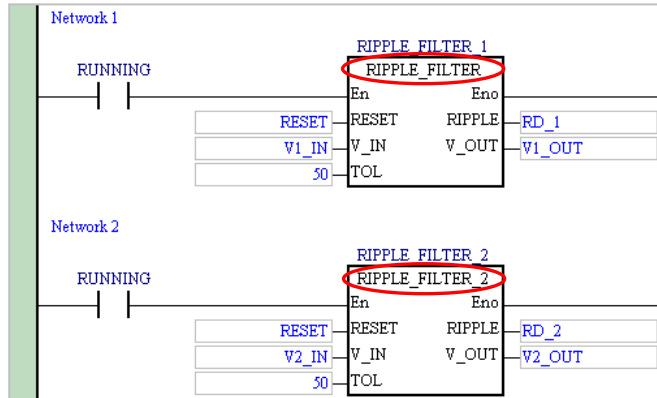 Network 1
RIPPLE_FILTER_1
RUNNING
RIPPLE_FILTER
En Eno
RESET RESET RIPPLE RD_1
V1_IN V_IN V_OUT V1_OUT
50 TOL
Network 2
RIPPLE_FILTER_2
RUNNING
RIPPLE_FILTER_2
En Eno
RESET RESET RIPPLE RD_2
V2_IN V_IN V_OUT V2_OUT
50 TOL